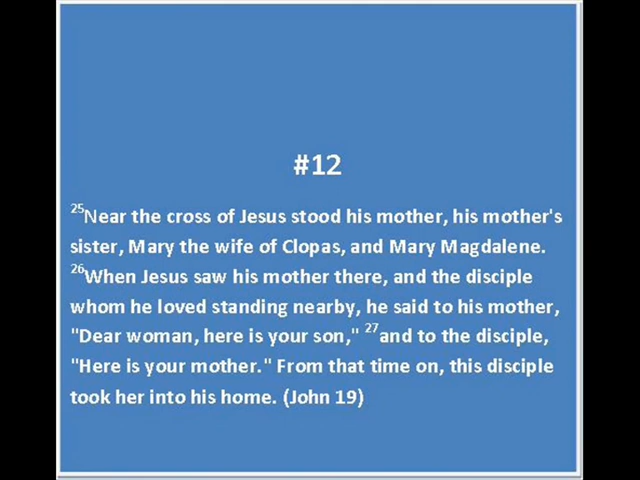 #12
25Near the cross of Jesus stood his mother, his mother's
sister, Mary the wife of Clopas, and Mary Magdalene.
26When Jesus saw his mother there, and the disciple
whom he loved standing nearby, he said to his mother,
"Dear woman, here is your son," 27and to the disciple,
"Here is your mother." From that time on, this disciple
took her into his home. (John 19)